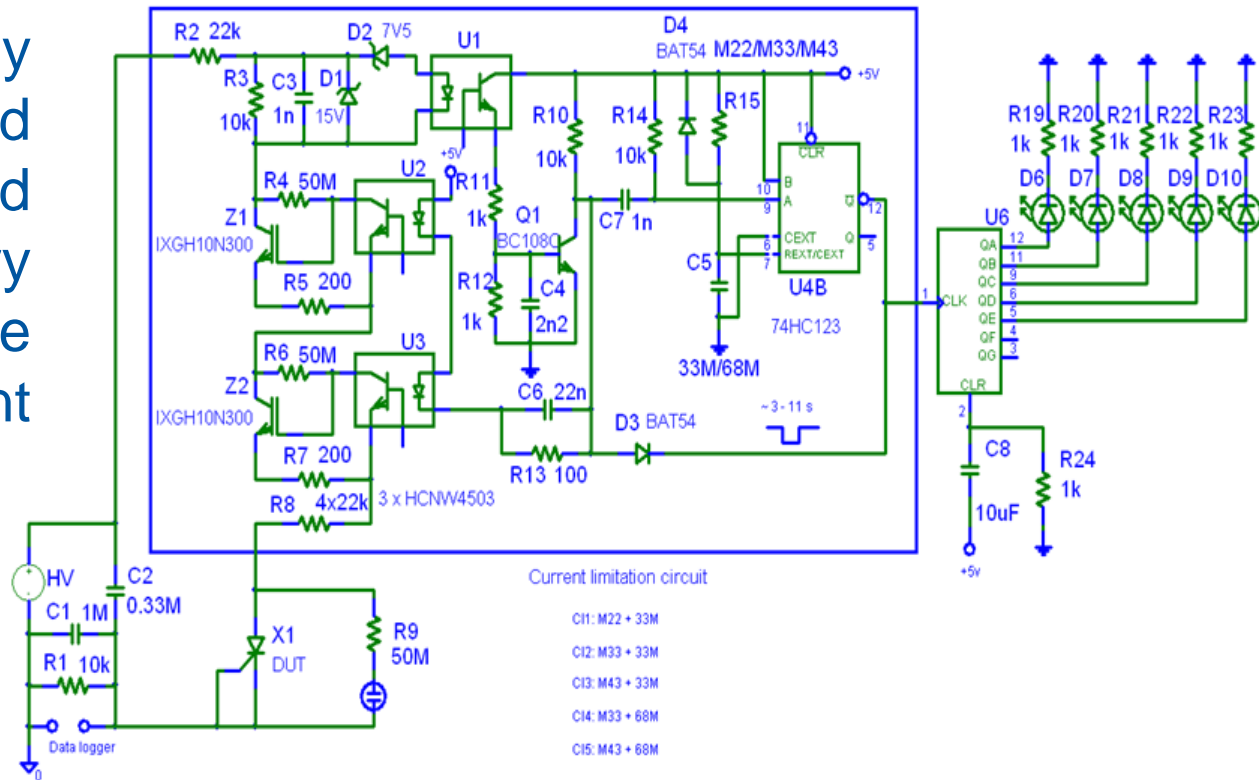 y
d
d
y
e
nt
R2 22k
D2 7V5
U1
D4
BAT54 M22/M33/M43
+5V
R3
10k
C3
1n
D1
15V
R10
10k
R14
10k
R15
11
CLR
10
B
9
A
CEXT
6
REXT/CEXT
7
Q
12
Q
5
U4B
74HC123
+5V
R4 50M
U2
R11
1k
Z1
IXGH10N300
R5 200
Q1
BC108C
C7 1n
R12
1k
C4
2n2
C5
33M/68M
R6 50M
U3
Z2
IXGH10N300
R7 200
R8 4x22k
3 x HCNW4503
C6 22n
R13 100
D3 BAT54
~3-11 s
R19
1k
R20
1k
R21
1k
R22
1k
R23
1k
D6
D7
D8
D9
D10
U6
1
CLK
QA 12
QB 11
QC 9
QD 6
QE 5
QF 4
QG 3
CLR
2
C8
10uF
R24
1k
+5v
HV
C2
0.33M
C1 1M
R1 10k
Data logger
0
X1
DUT
R9
50M
Current limitation circuit
Cl1: M22 + 33M
Cl2: M33 + 33M
Cl3: M43 + 33M
Cl4: M33 + 68M
Cl5: M43 + 68M